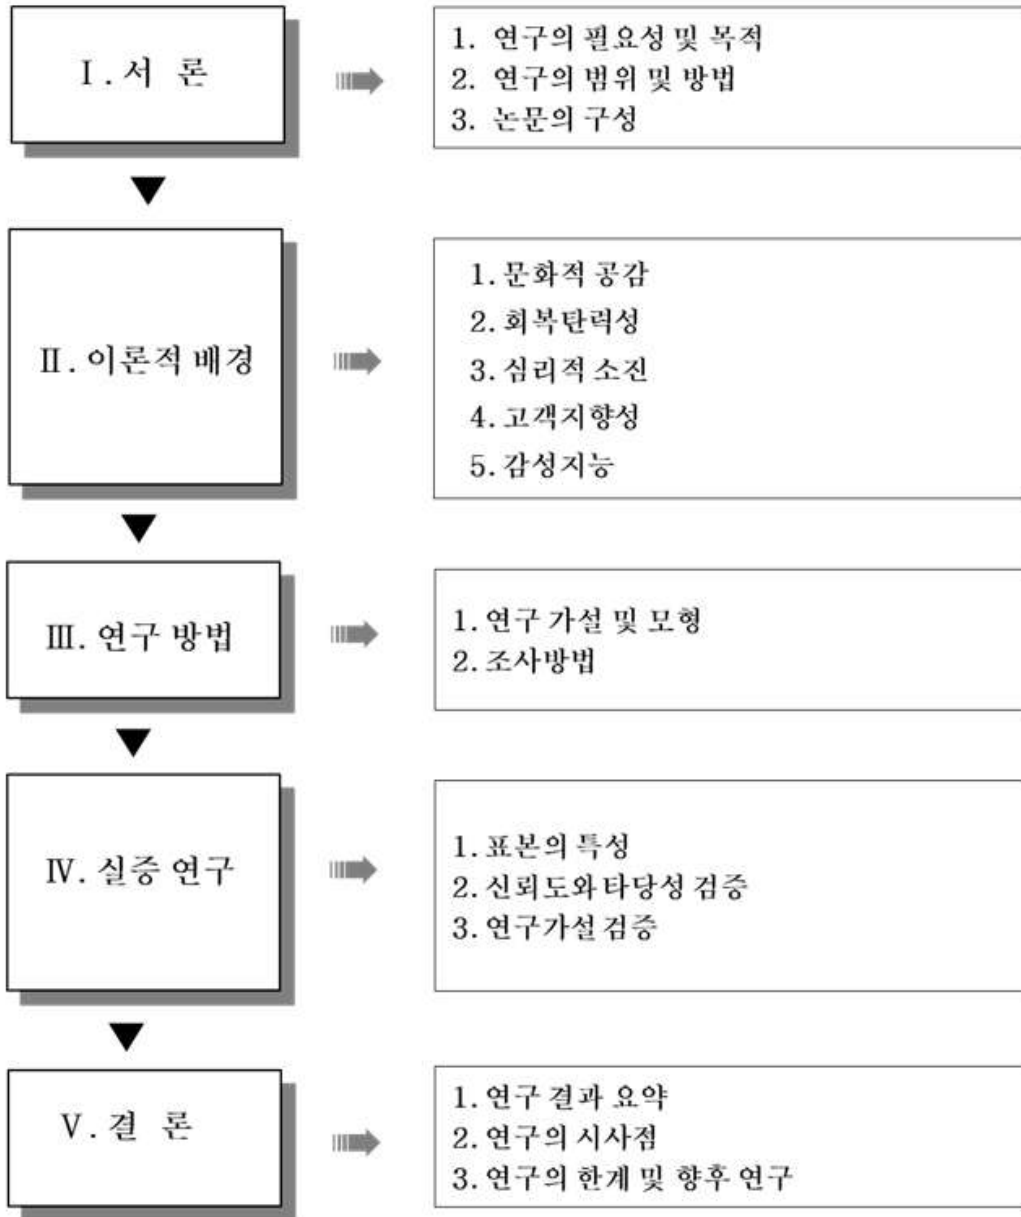 Ⅰ. 서 론
1. 연구의 필요성 및 목적
2. 연구의 범위 및 방법
3. 논문의 구성
Ⅱ. 이론적 배경
1. 문화적 공감
2. 회복탄력성
3. 심리적 소진
4. 고객지향성
5. 감성지능
Ⅲ. 연구 방법
1. 연구 가설 및 모형
2. 조사방법
Ⅳ. 실증 연구
1. 표본의 특성
2. 신뢰도와 타당성 검증
3. 연구가설 검증
Ⅴ. 결 론
1. 연구 결과 요약
2. 연구의 시사점
3. 연구의 한계 및 향후 연구